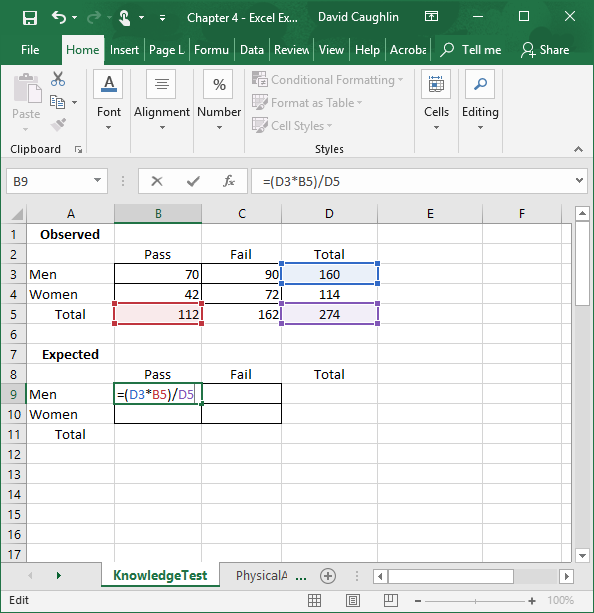 Chapter 4 - Excel Ex... David Caughlin
File Home Insert Page L Formu Data Review View Help Acroba Tell me Share
Paste
Clipboard
A
Font
Alignment
%
Number
Conditional Formatting
Format as Table
Cell Styles
Styles
Cells
Editing
B9 fx =(D3*B5)/D5
A B C D E F
1 Observed
2 Pass Fail Total
3 Men 70 90 160
4 Women 42 72 114
5 Total 112 162 274
6
7 Expected
8 Pass Fail Total
9 Men =(D3*B5)/D5
10 Women
11 Total
12
13
14
15
16
17
KnowledgeTest PhysicalA ...
Edit 100%